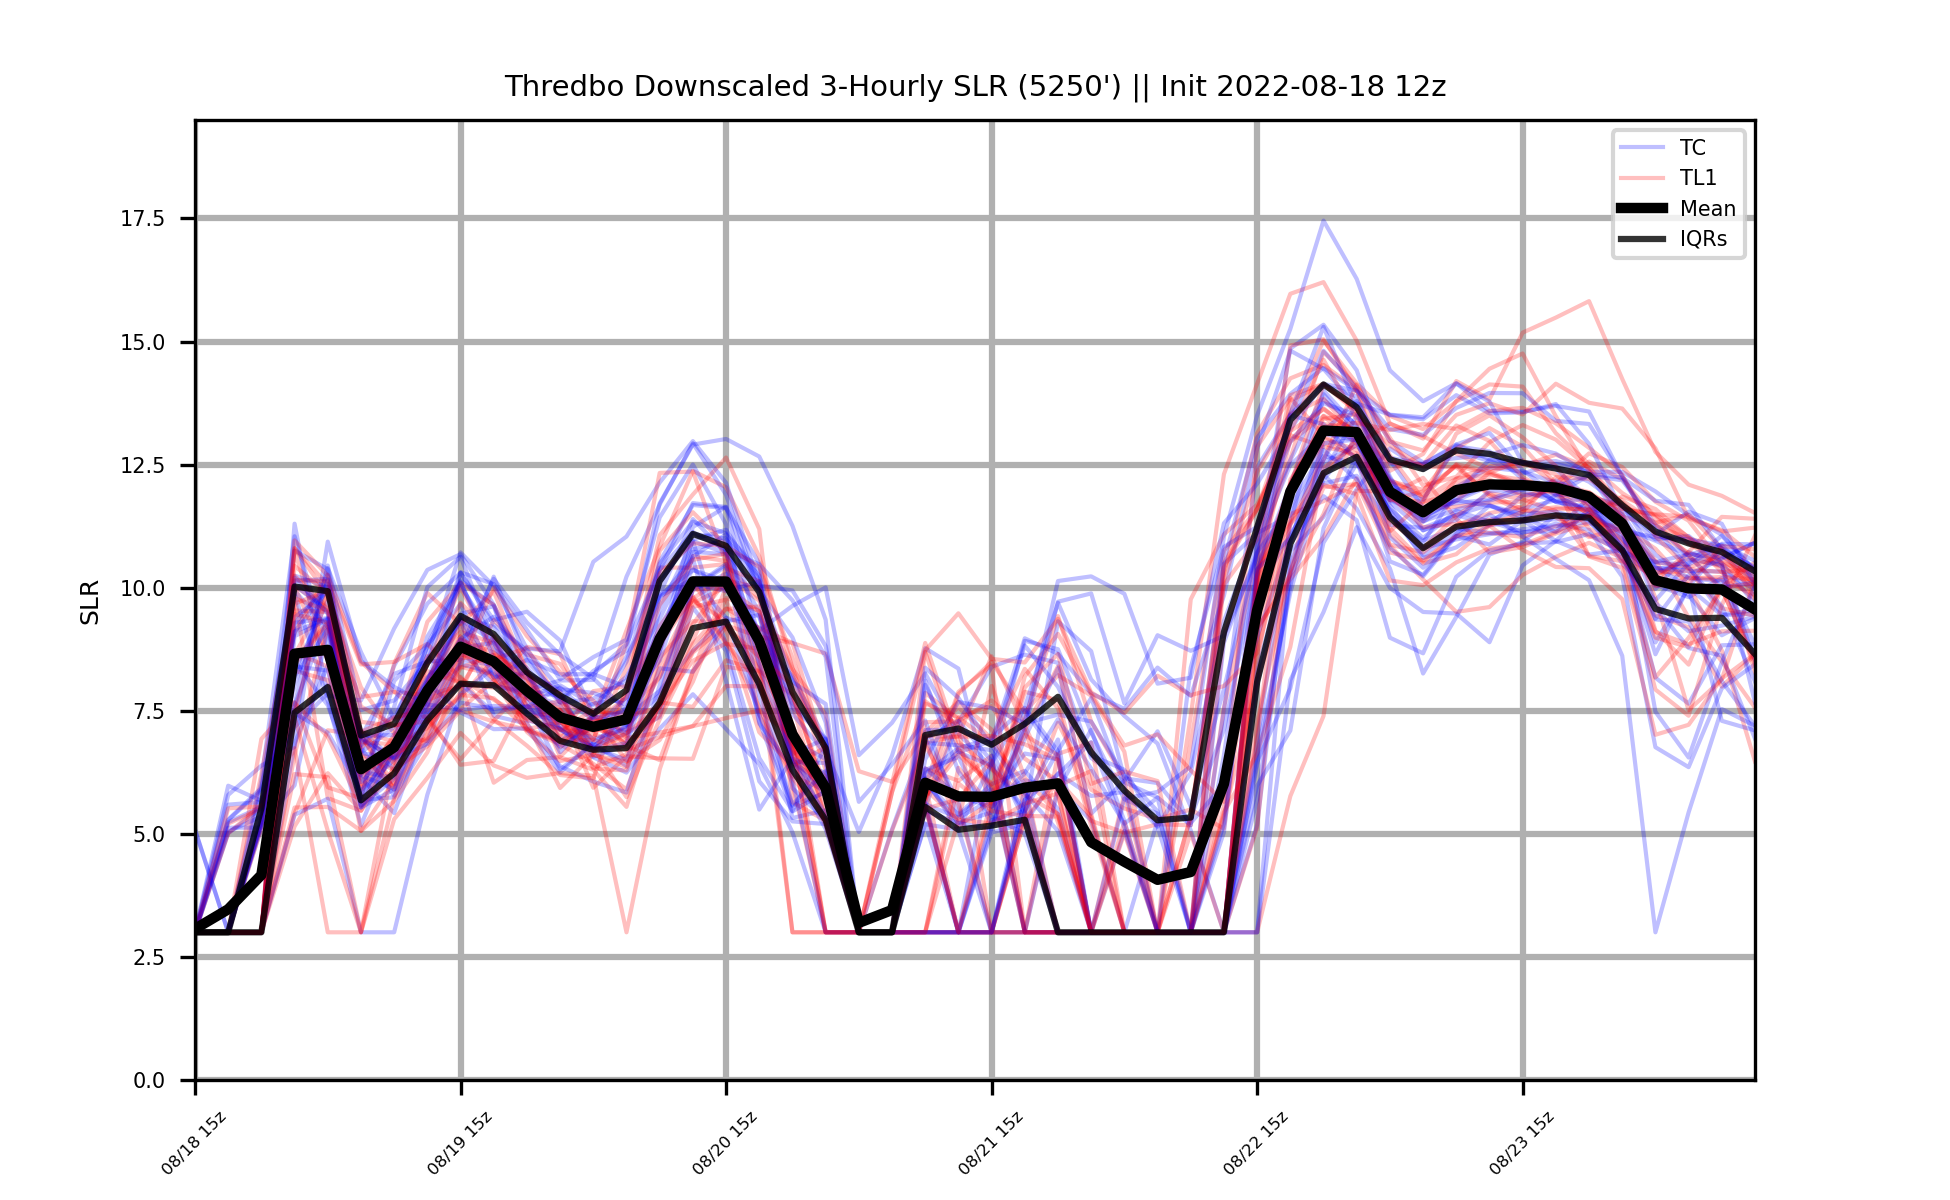 Thredbo Downscaled 3-Hourly SLR (5250') || Init 2022-08-18 12z
TC
TL1
Mean
IQRs
17.5
15.0
12.5
10.0
7.5
5.0
2.5
0.0
SLR
08/18 15z
08/19 15z
08/20 15z
08/21 15z
08/22 15z
08/23 15z